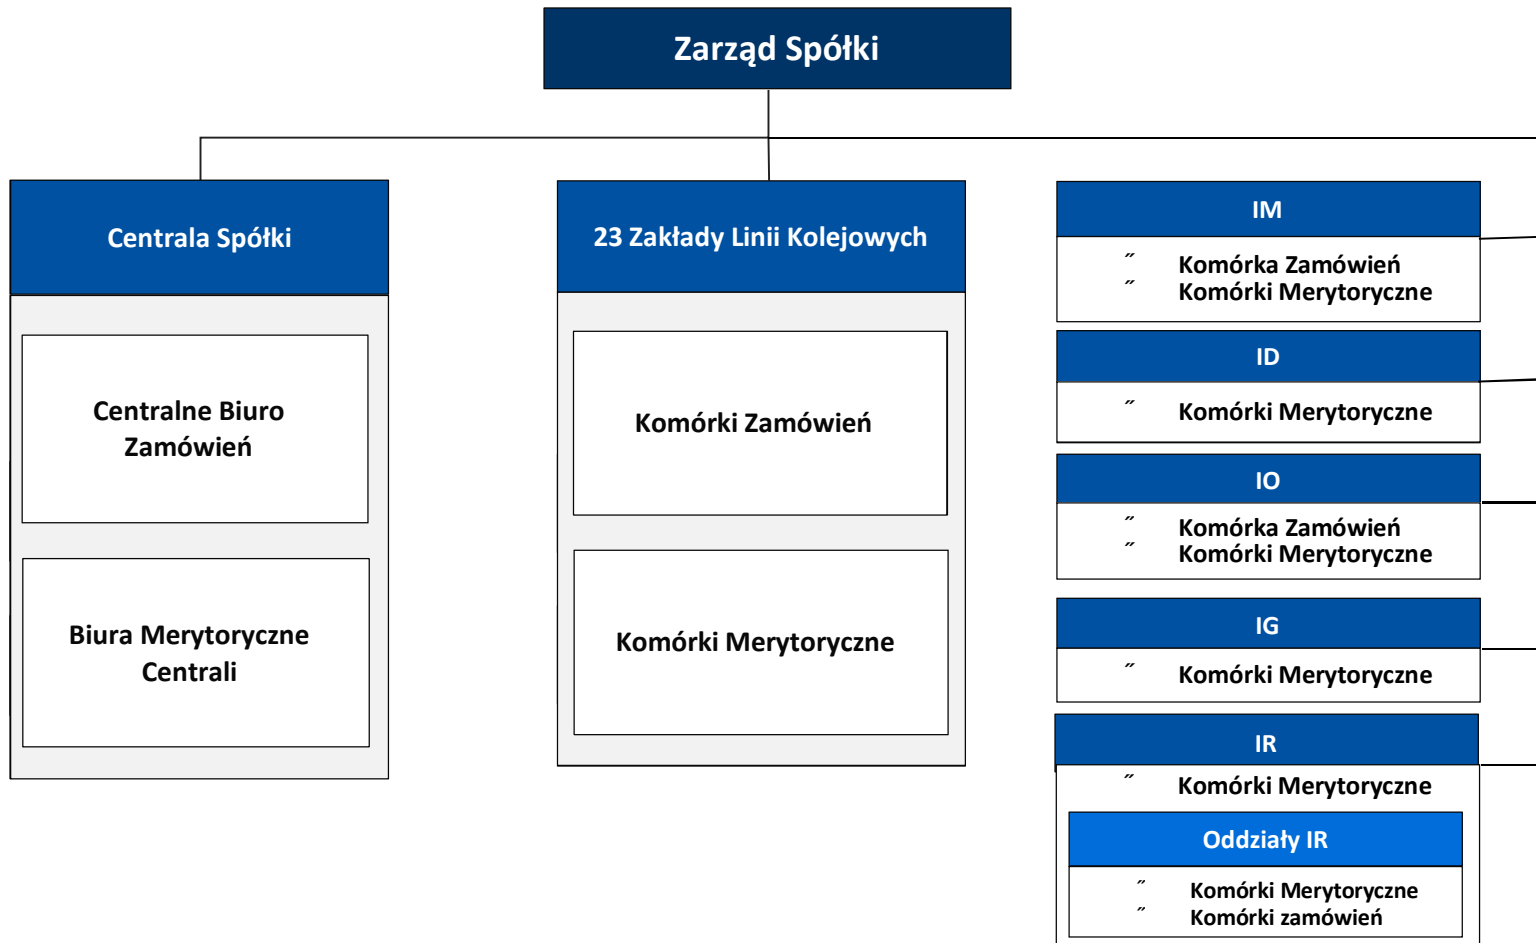 Zarząd Spółki
Centrala Spółki
Centralne Biuro
Zamówień
Biura Merytoryczne
Centrali
23 Zakłady Linii Kolejowych
Komórki Zamówień
Komórki Merytoryczne
IM
˝ Komórka Zamówień
˝ Komórki Merytoryczne
ID
˝ Komórki Merytoryczne
IO
˝ Komórka Zamówień
˝ Komórki Merytoryczne
IG
˝ Komórki Merytoryczne
IR
˝ Komórki Merytoryczne
Oddziały IR
˝ Komórki Merytoryczne
˝ Komórki zamówień